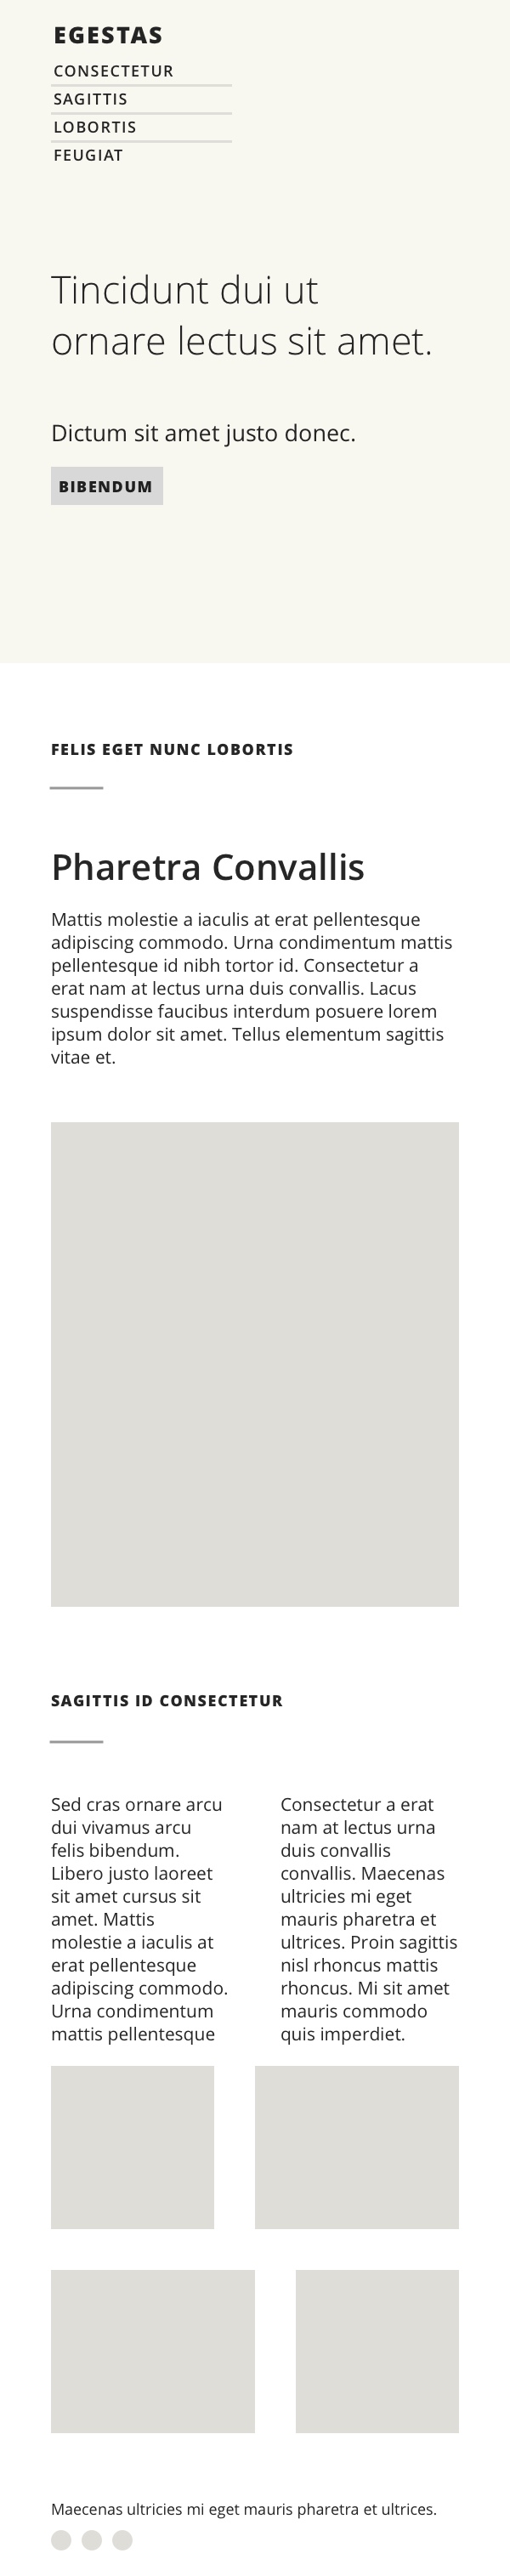 EGESTAS
CONSECTETUR
SAGITTIS
LOBORTIS
FEUGIAT
Tincidunt dui ut
ornare lectus sit amet.
Dictum sit amet justo donec.
BIBENDUM
FELIS EGET NUNC LOBORTIS
Pharetra Convallis
Mattis molestie a iaculis at erat pellentesque
adipiscing commodo. Urna condimentum mattis
pellentesque id nibh tortor id. Consectetur a
erat nam at lectus urna duis convallis. Lacus
suspendisse faucibus interdum posuere lorem
ipsum dolor sit amet. Tellus elementum sagittis
vitae et.
SAGITTIS ID CONSECTETUR
Sed cras ornare arcu
dui vivamus arcu
felis bibendum.
Libero justo laoreet
sit amet cursus sit
amet. Mattis
molestie a iaculis at
erat pellentesque
adipiscing commodo.
Urna condimentum
mattis pellentesque
Consectetur a erat
nam at lectus urna
duis convallis
convallis. Maecenas
ultricies mi eget
mauris pharetra et
ultrices. Proin sagittis
nisl rhoncus mattis
rhoncus. Mi sit amet
mauris commodo
quis imperdiet.
Maecenas ultricies mi eget mauris pharetra et ultrices.